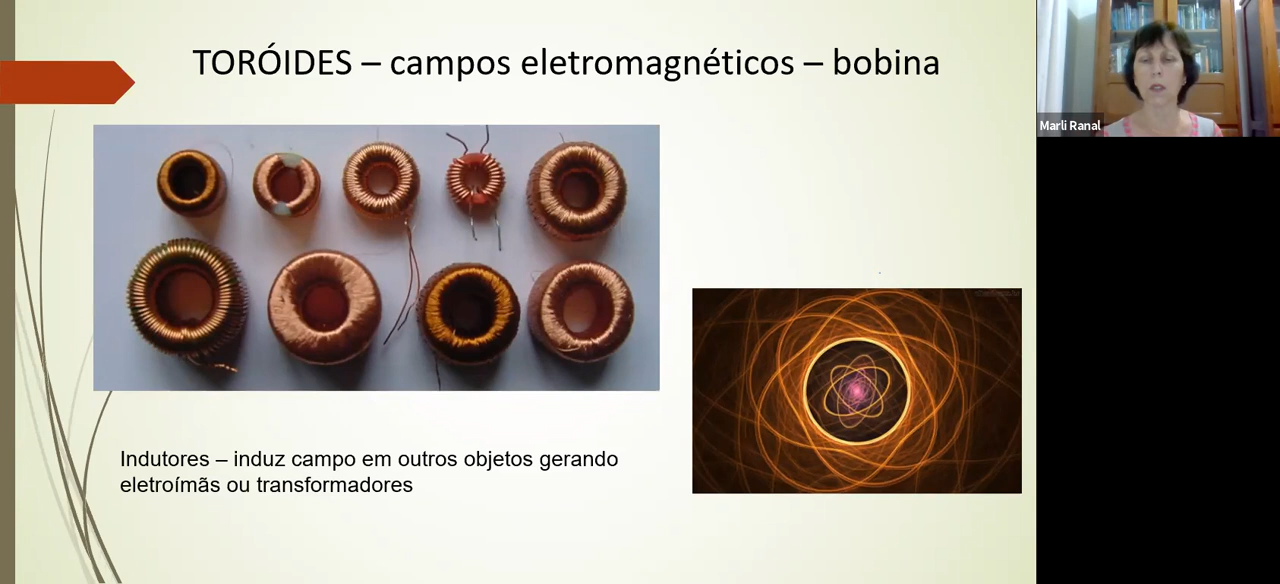 TORÓIDES – campos eletromagnéticos – bobina
Marli Ranal
Indutores – induz campo em outros objetos gerando
eletroímãs ou transformadores